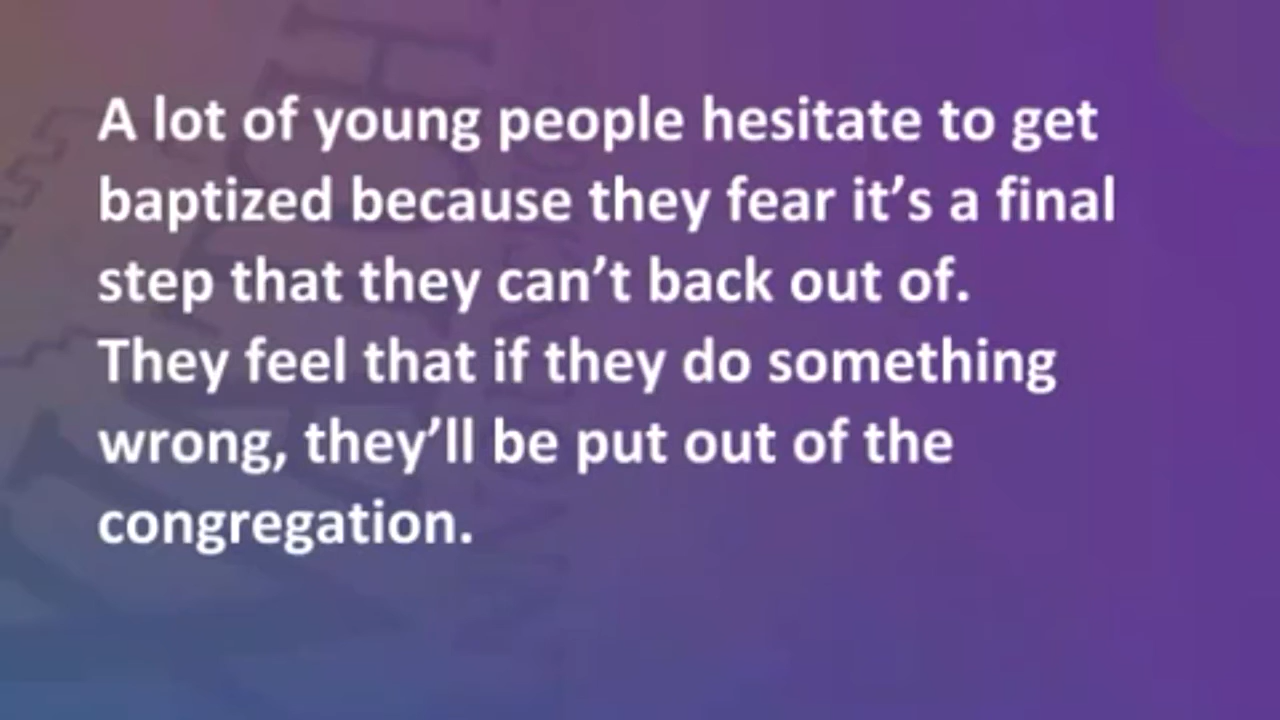 A lot of young people hesitate to get
baptized because they fear it’s a final
step that they can’t back out of.
They feel that if they do something
wrong, they’ll be put out of the
congregation.